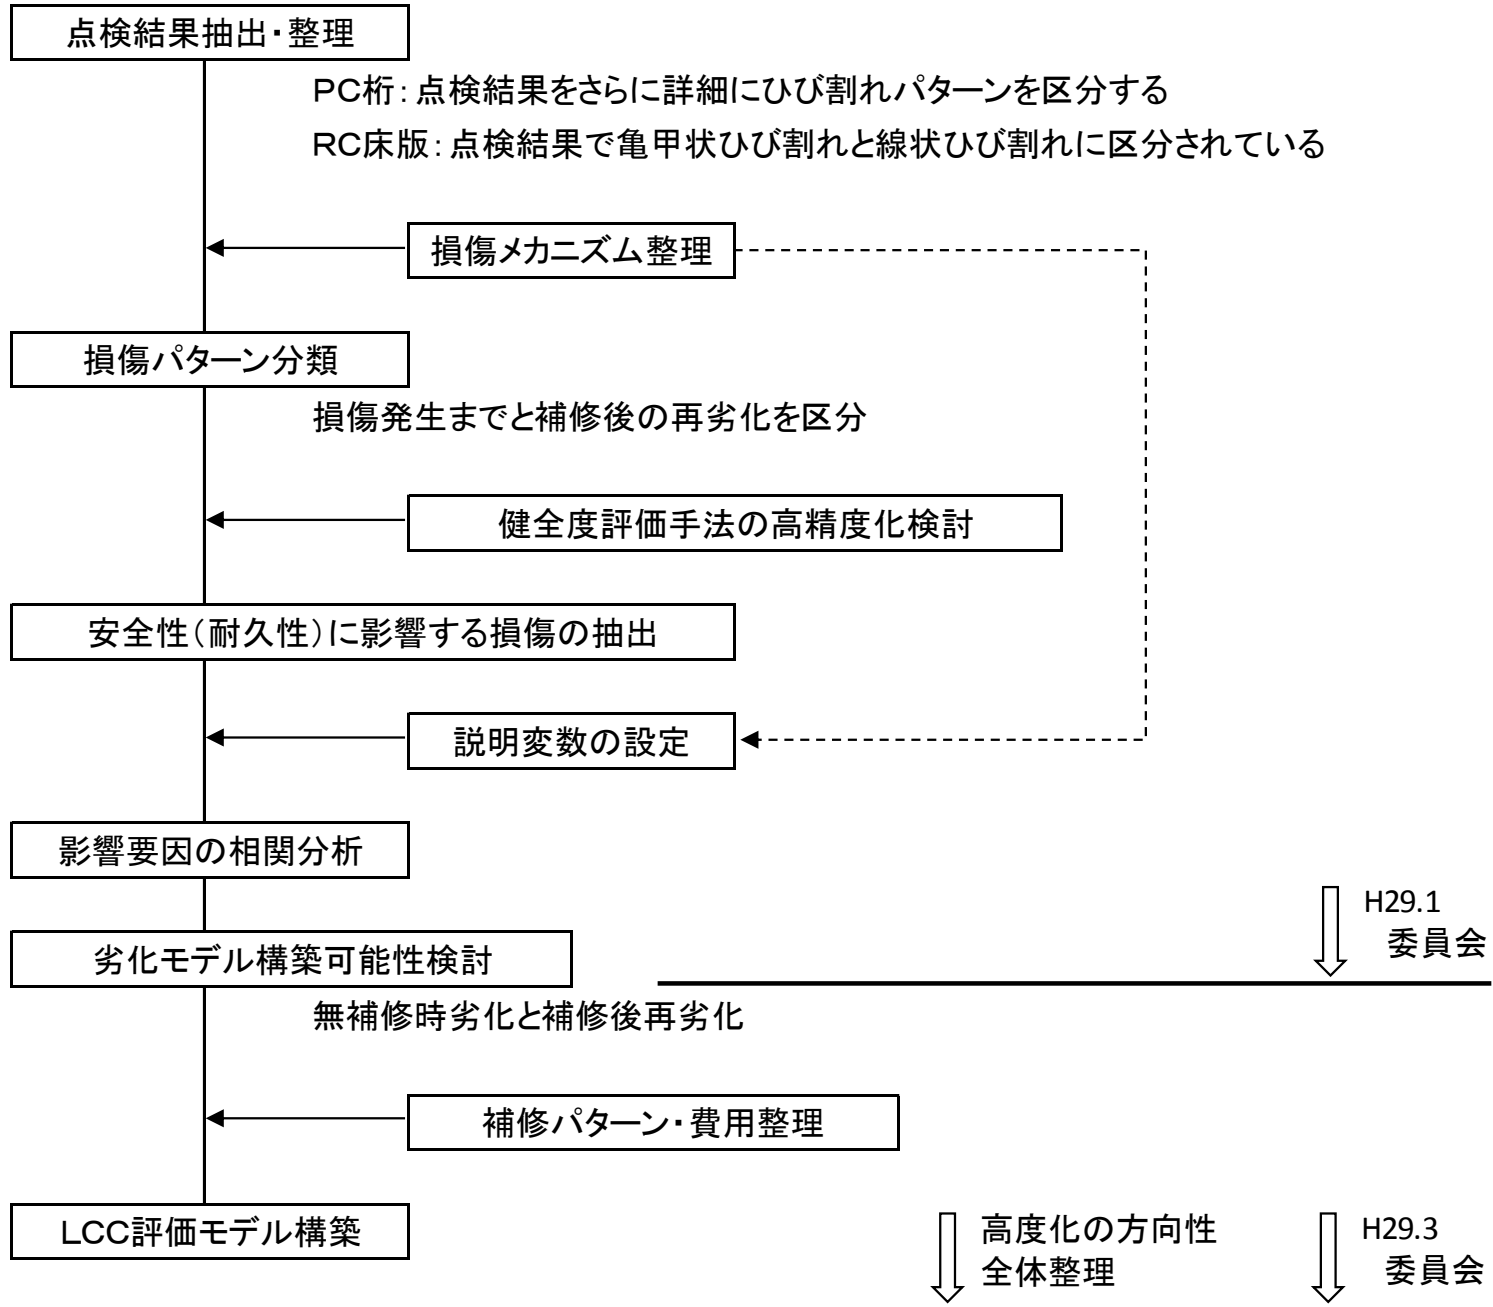 点検結果抽出・整理
PC桁：点検結果をさらに詳細にひび割れパターンを区分する
RC床版：点検結果で亀甲状ひび割れと線状ひび割れに区分されている
損傷メカニズム整理
損傷パターン分類
損傷発生までと補修後の再劣化を区分
健全度評価手法の高精度化検討
安全性（耐久性）に影響する損傷の抽出
説明変数の設定
影響要因の相関分析
H29.1
委員会
劣化モデル構築可能性検討
無補修時劣化と補修後再劣化
補修パターン・費用整理
LCC評価モデル構築
高度化の方向性
全体整理
H29.3
委員会